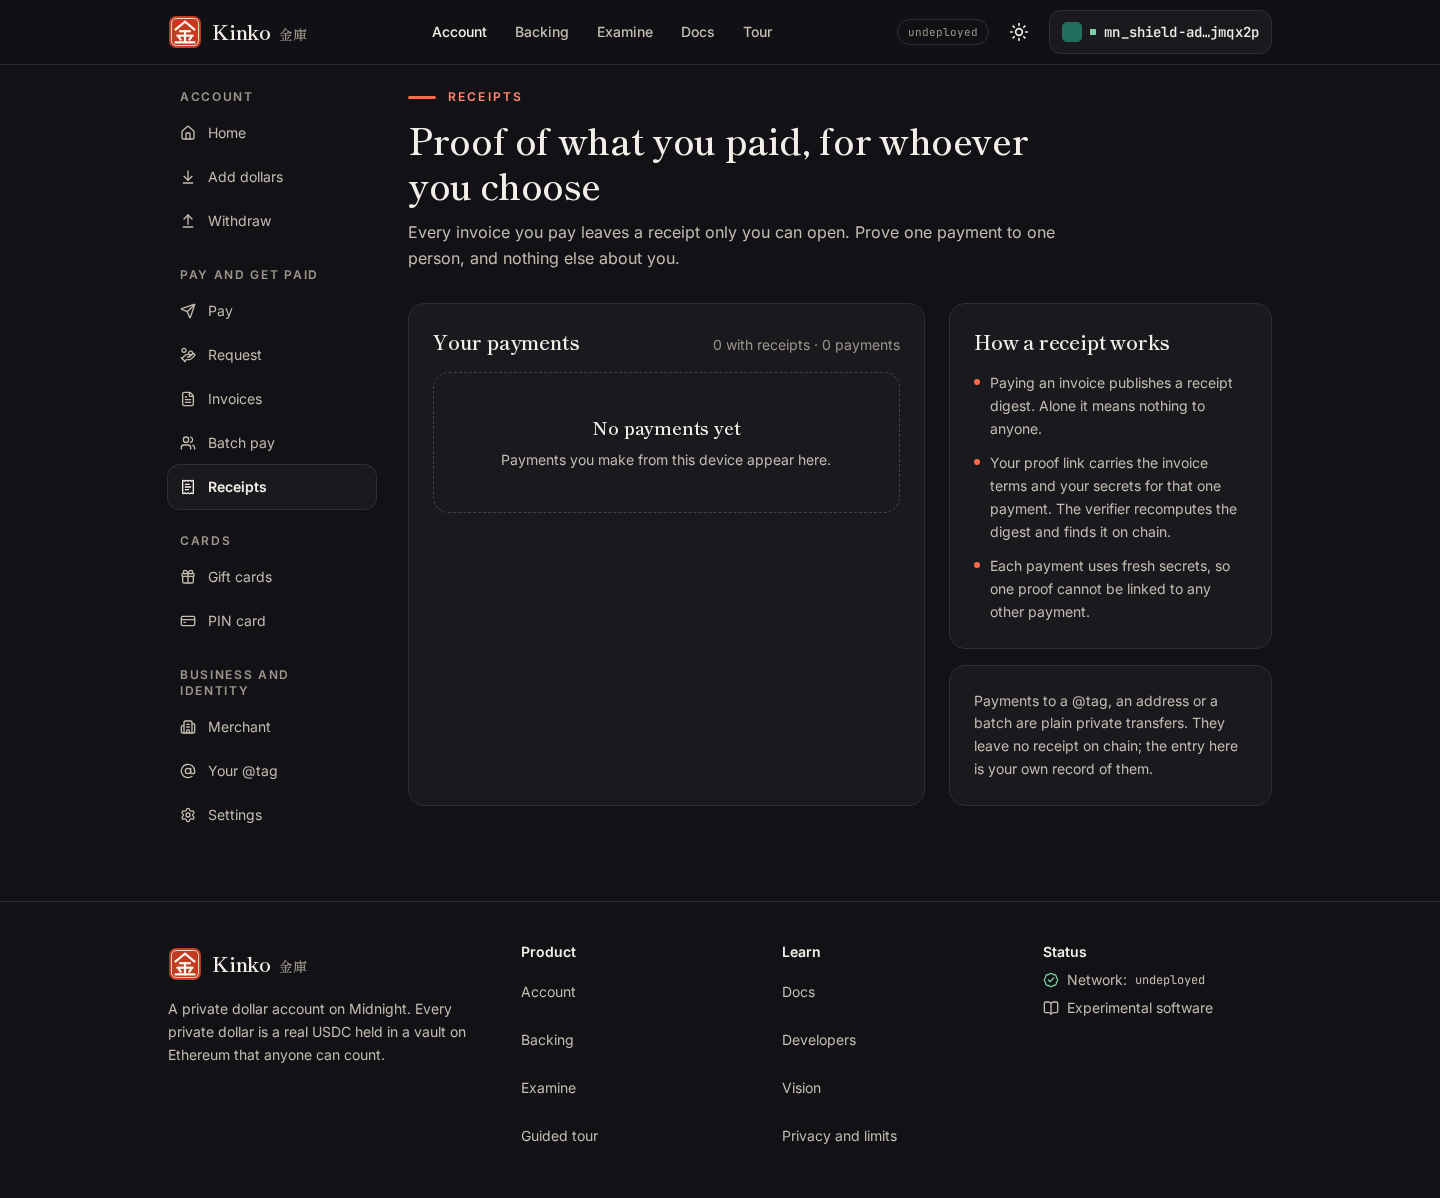 Kinko 金庫
Account
Backing
Examine
Docs
Tour
undeployed
mn_shield-ad…jmqx2p
ACCOUNT
Home
Add dollars
Withdraw
PAY AND GET PAID
Pay
Request
Invoices
Batch pay
Receipts
CARDS
Gift cards
PIN card
BUSINESS AND
IDENTITY
Merchant
Your @tag
Settings
RECEIPTS
Proof of what you paid, for whoever
you choose
Every invoice you pay leaves a receipt only you can open. Prove one payment to one
person, and nothing else about you.
Your payments
0 with receipts · 0 payments
No payments yet
Payments you make from this device appear here.
How a receipt works
Paying an invoice publishes a receipt
digest. Alone it means nothing to
anyone.
Your proof link carries the invoice
terms and your secrets for that one
payment. The verifier recomputes the
digest and finds it on chain.
Each payment uses fresh secrets, so
one proof cannot be linked to any
other payment.
Payments to a @tag, an address or a
batch are plain private transfers. They
leave no receipt on chain; the entry here
is your own record of them.
Kinko 金庫
A private dollar account on Midnight. Every
private dollar is a real USDC held in a vault on
Ethereum that anyone can count.
Product
Account
Backing
Examine
Guided tour
Learn
Docs
Developers
Vision
Privacy and limits
Status
Network: undeployed
Experimental software